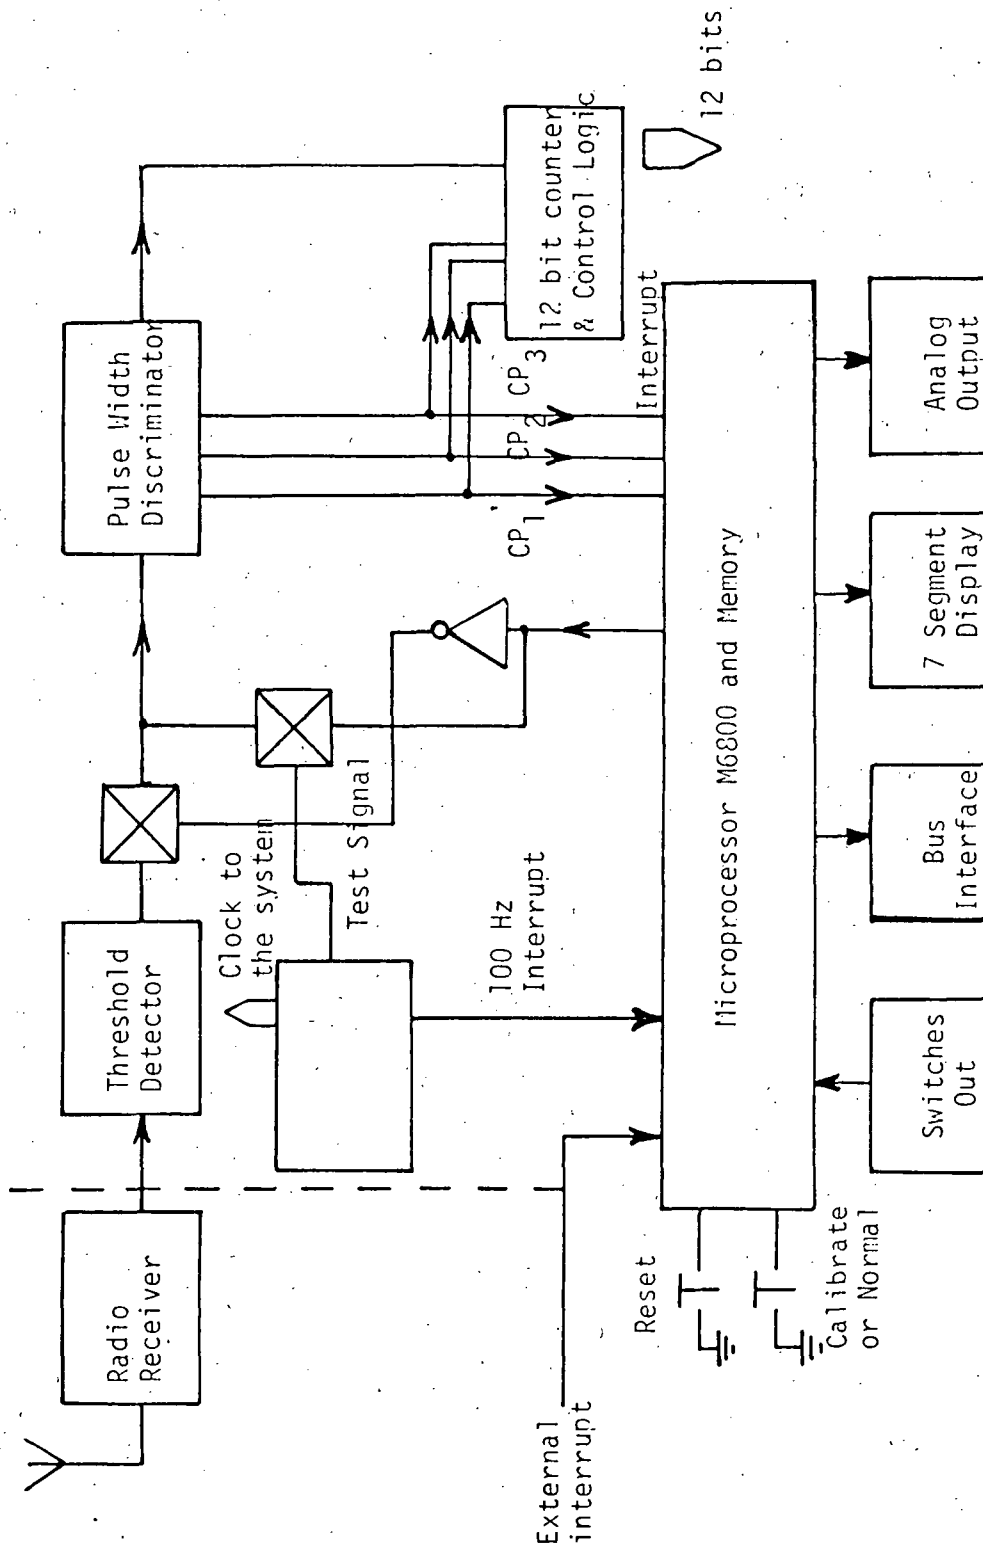 Radio
Receiver
Threshold
Detector
Pulse Width
Discriminator
Clock to
the system
Test Signal
100 Hz
Interrupt
CP1
CP2
CP3
12 bit counter
& Control Logic
12 bits
Interrupt
External
interrupt
Reset
Calibrate
or Normal
Microprocessor M6800 and Memory
Switches
Out
Bus
Interface
7 Segment
Display
Analog
Output